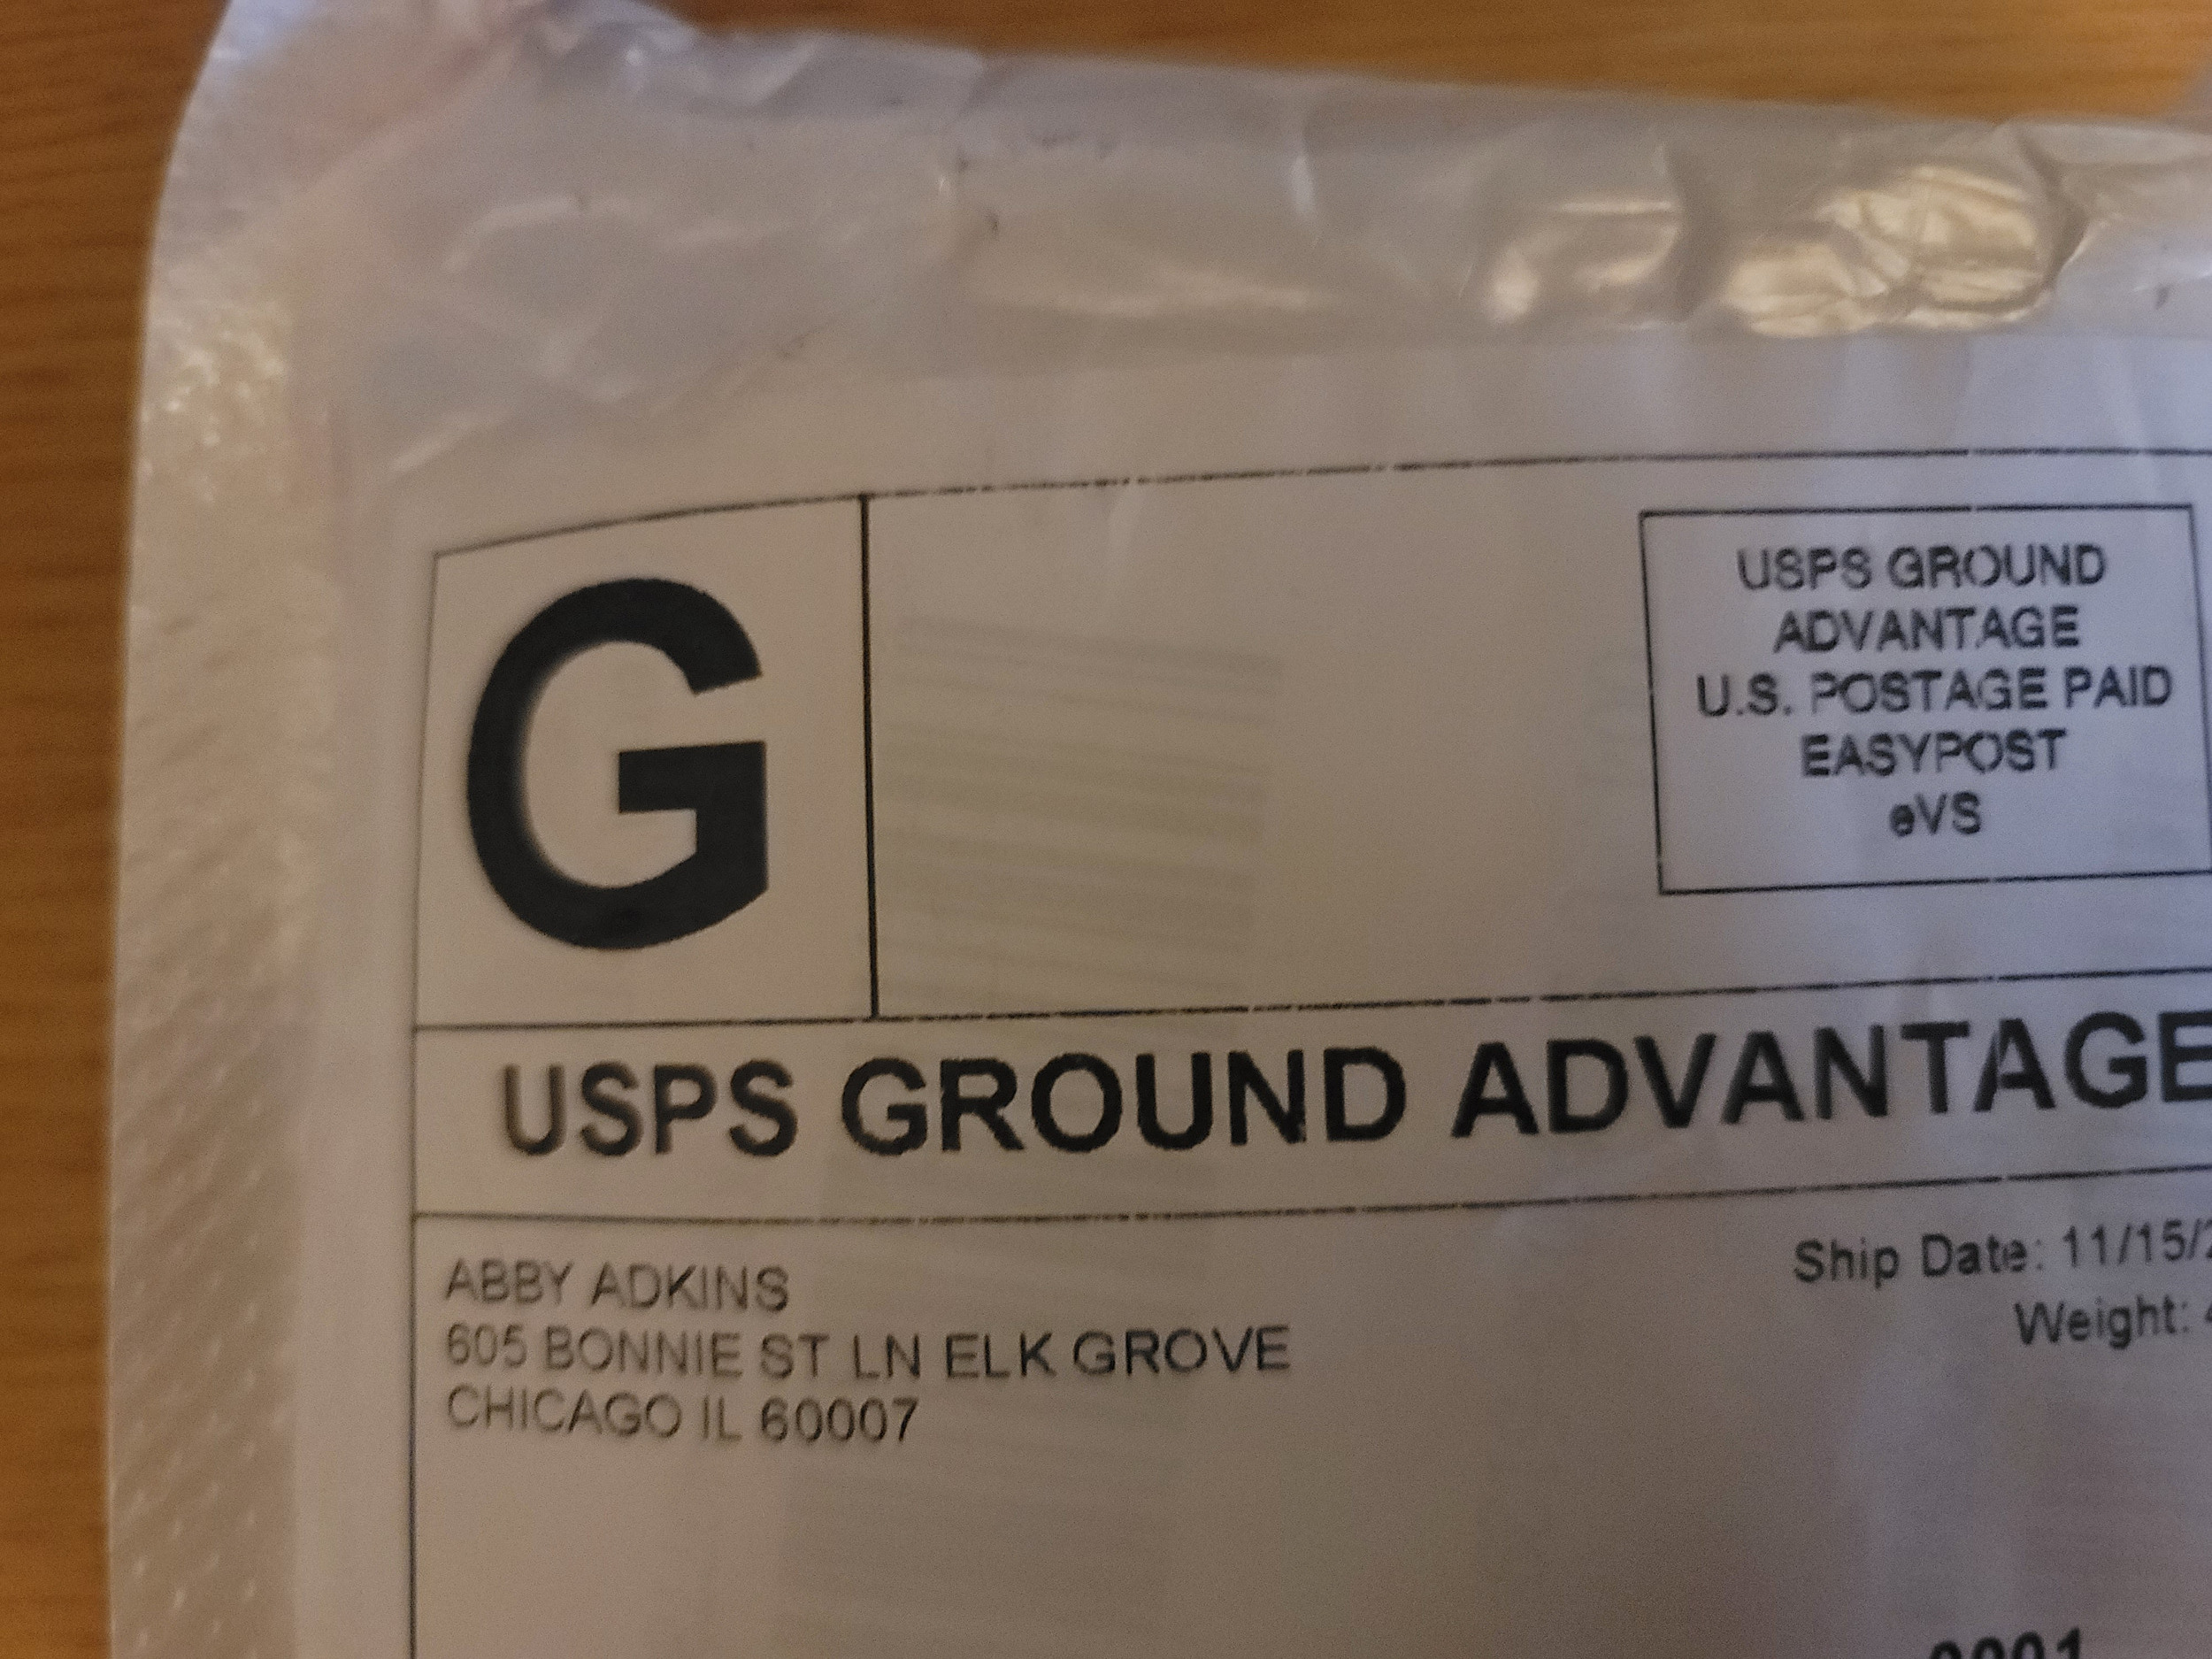 G
USPS GROUND
ADVANTAGE
U.S. POSTAGE PAID
EASYPOST
eVS
USPS GROUND ADVANTAGE
ABBY ADKINS
605 BONNIE ST LN ELK GROVE
CHICAGO IL 60007
Ship Date: 11/15/
Weight:
0001